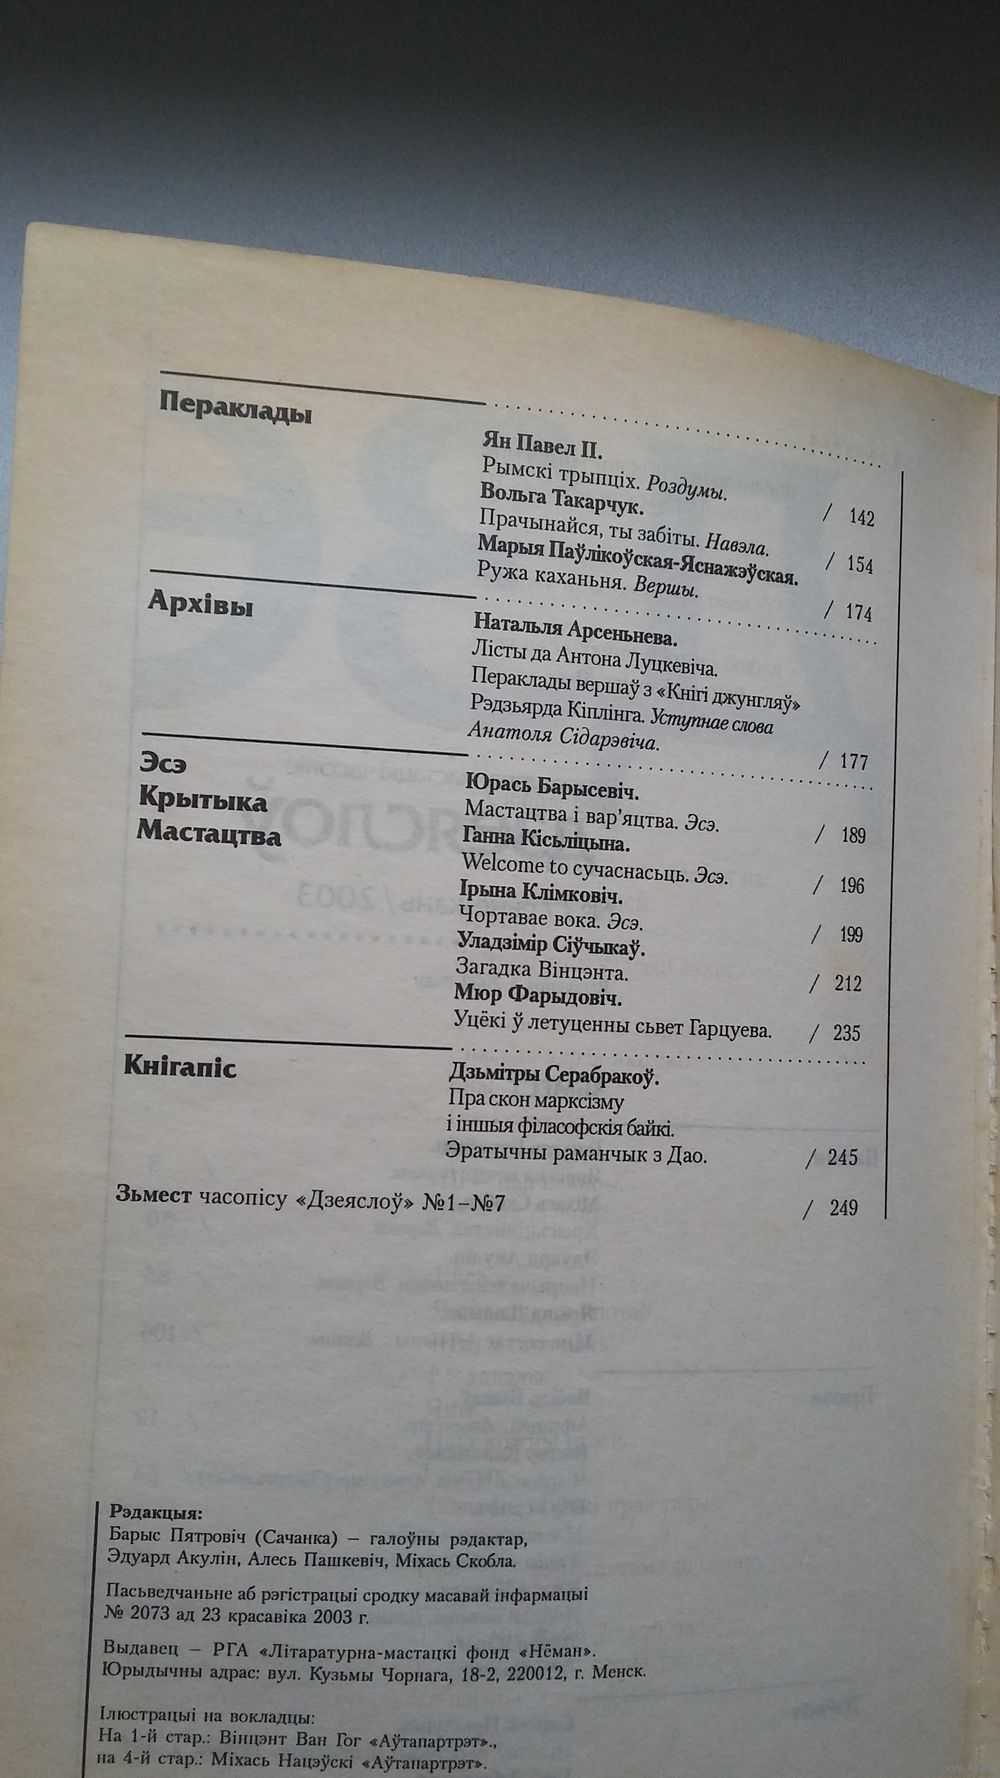 Пераклады
Ян Павел II.
Рымскі трыпціх. Роздумы. / 142
Вольга Такарчук.
Прачынайся, ты забіты. Навэла. / 154
Марыя Паўлікоўская-Яснажэўская.
Ружа каханьня. Вершы. / 174
Архівы
Натальля Арсеньнева.
Лісты да Антона Луцкевіча.
Пераклады вершаў з «Кнігі джунгляў»
Рэдзьярда Кіплінга. Уступнае слова
Анатоля Сідарэвіча. / 177
Эсэ
Крытыка
Мастацтва
Юрась Барысевіч.
Мастацтва і вар’яцтва. Эсэ. / 189
Ганна Кісьліцына.
Welcome to сучаснасьць. Эсэ. / 196
Ірына Клімковіч.
Чортавае вока. Эсэ. / 199
Уладзімір Сіўчыкаў.
Загадка Вінцэнта. / 212
Мюр Фарыдовіч.
Уцёкі ў летуценны сьвет Гарцуева. / 235
Кнігапіс
Дзьмітры Серабракоў.
Пра скон марксізму
і іншыя філасофскія байкі.
Эратычны раманчык з Дао. / 245
Зьмест часопісу «Дзеяслоў» №1–№7 / 249
Рэдакцыя:
Барыс Пятровіч (Сачанка) — галоўны рэдактар,
Эдуард Акулін, Алесь Пашкевіч, Міхась Скобла.
Пасьведчаньне аб рэгістрацыі сродку масавай інфармацыі
№ 2073 ад 23 красавіка 2003 г.
Выдавец — РГА «Літаратурна-мастацкі фонд «Нёман».
Юрыдычны адрас: вул. Кузьмы Чорнага, 18-2, 220012, г. Менск.
Ілюстрацыі на вокладцы:
На 1-й стар.: Вінцэнт Ван Гог «Аўтапартрэт».,
на 4-й стар.: Міхась Нацэўскі «Аўтапартрэт».